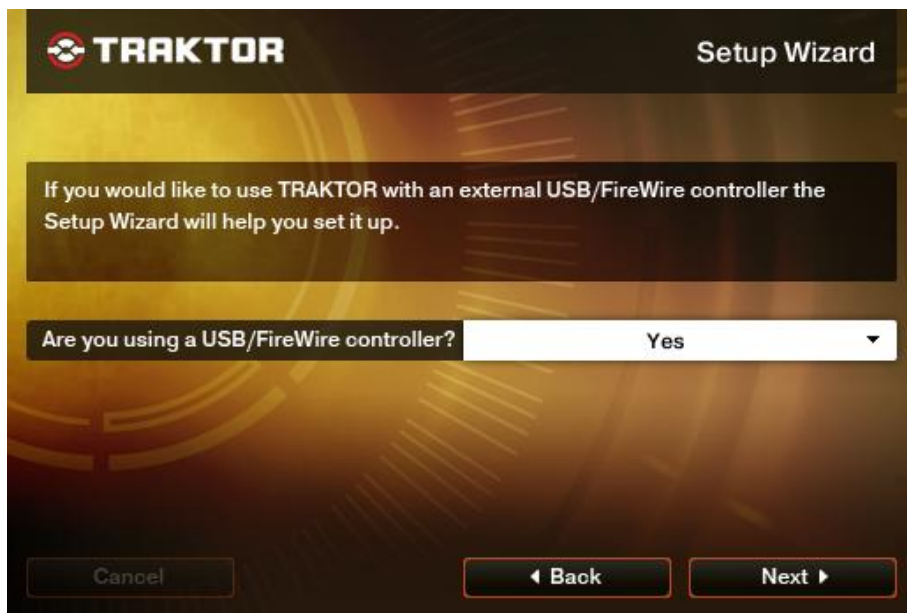 TRAKTOR
Setup Wizard
If you would like to use TRAKTOR with an external USB/FireWire controller the
Setup Wizard will help you set it up.
Are you using a USB/FireWire controller?
Yes
Cancel
Back
Next